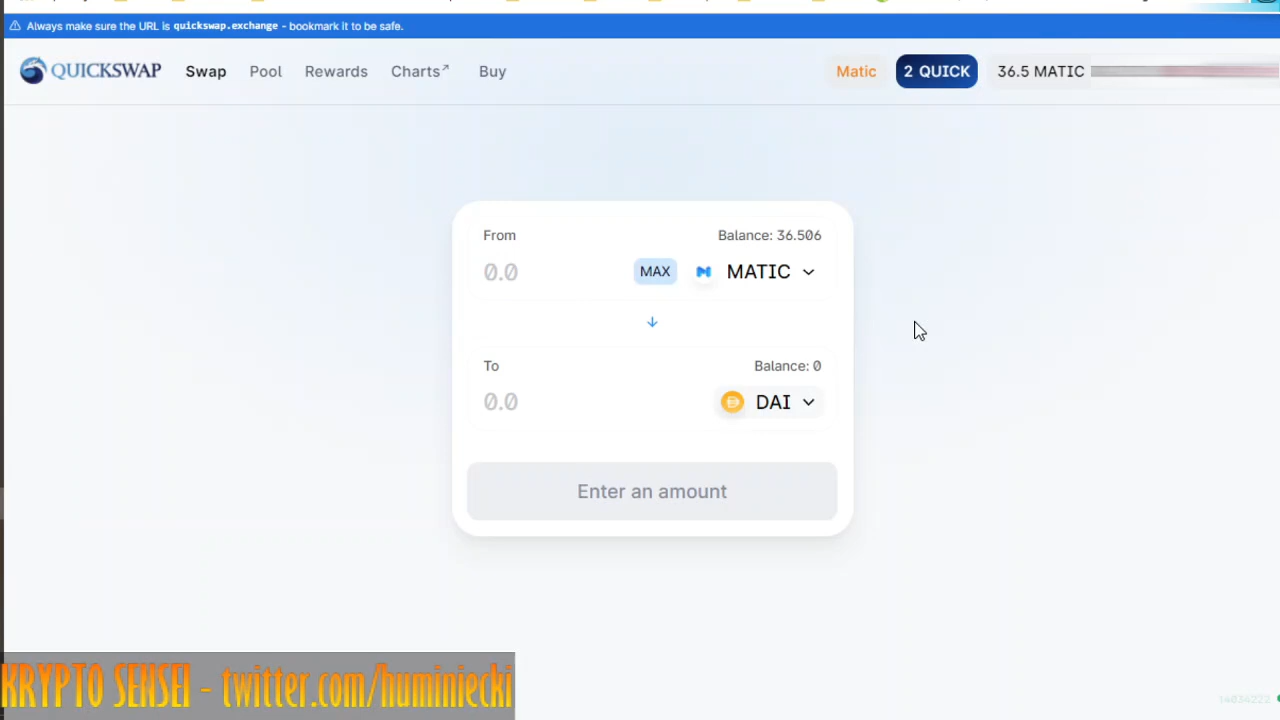 Always make sure the URL is quickswap.exchange - bookmark it to be safe.
QUICKSWAP Swap Pool Rewards Charts↗ Buy Matic 2 QUICK 36.5 MATIC
From Balance: 36.506
0.0 MAX MATIC
To Balance: 0
0.0 DAI
Enter an amount
KRYPTO SENSEI - twitter.com/huminiecki
14034222